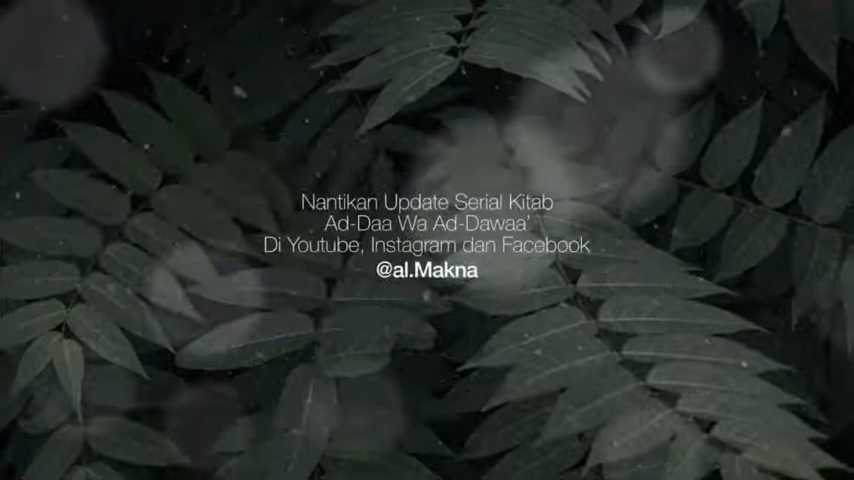 Nantikan Update Serial Kitab
Ad-Daa Wa Ad-Dawaa'
Di Youtube, Instagram dan Facebook
@al.Makna